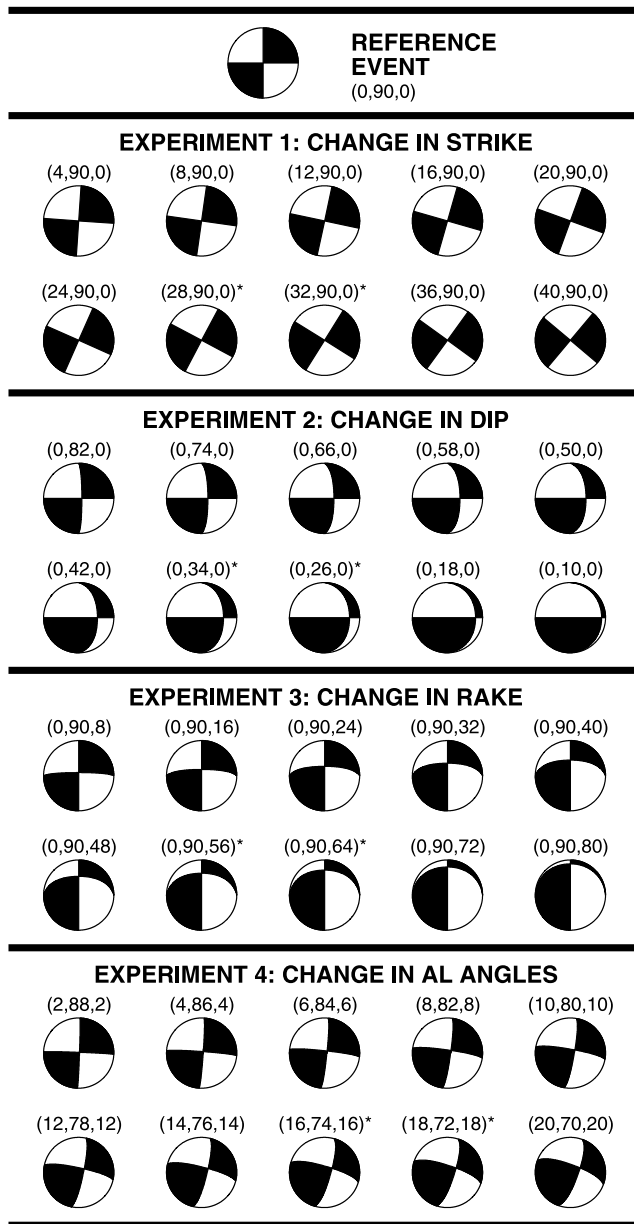 REFERENCE
EVENT
(0,90,0)
EXPERIMENT 1: CHANGE IN STRIKE
(4,90,0) (8,90,0) (12,90,0) (16,90,0) (20,90,0)
(24,90,0) (28,90,0)* (32,90,0)* (36,90,0) (40,90,0)
EXPERIMENT 2: CHANGE IN DIP
(0,82,0) (0,74,0) (0,66,0) (0,58,0) (0,50,0)
(0,42,0) (0,34,0)* (0,26,0)* (0,18,0) (0,10,0)
EXPERIMENT 3: CHANGE IN RAKE
(0,90,8) (0,90,16) (0,90,24) (0,90,32) (0,90,40)
(0,90,48) (0,90,56)* (0,90,64)* (0,90,72) (0,90,80)
EXPERIMENT 4: CHANGE IN AL ANGLES
(2,88,2) (4,86,4) (6,84,6) (8,82,8) (10,80,10)
(12,78,12) (14,76,14) (16,74,16)* (18,72,18)* (20,70,20)